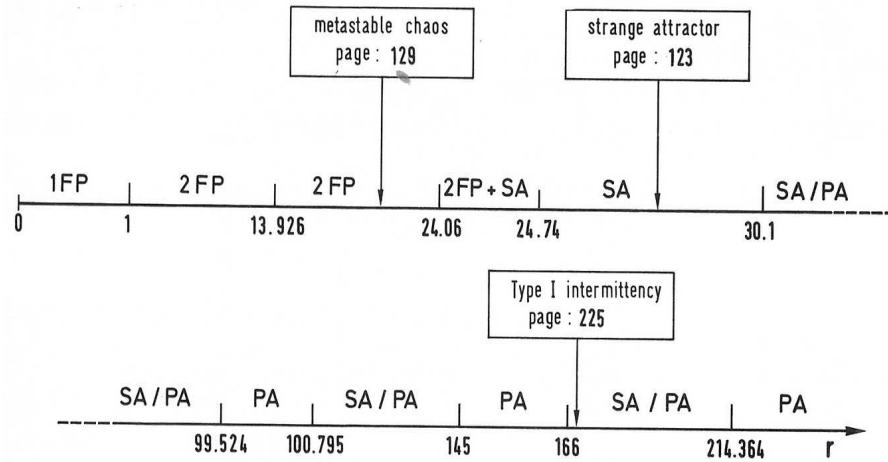 metastable chaos
page : 129
strange attractor
page : 123
1FP 2FP 2FP 2FP + SA SA SA / PA
0 1 13.926 24.06 24.74 30.1
Type I intermittency
page : 225
SA / PA PA SA / PA PA SA / PA PA
99.524 100.795 145 166 214.364 r